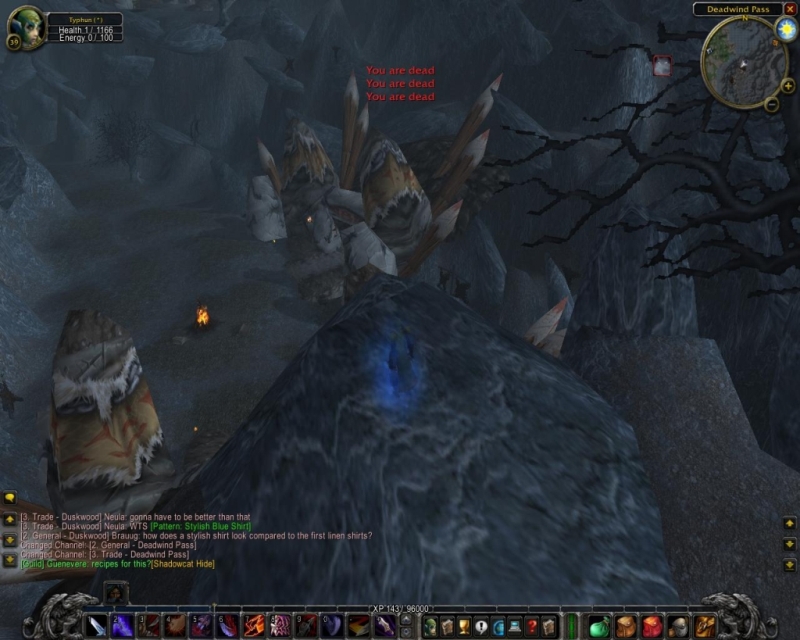 Deadwind Pass
N
Typhus (*)
Health 1 / 1166
Energy 0 / 100
39
You are dead
You are dead
You are dead
[3. Trade - Duskwood] Neula: gonna have to be better than that
[3. Trade - Duskwood] Neula: WTS [Pattern: Stylish Blue Shirt]
[2. General - Duskwood] Brauug: how does a stylish shirt look compared to the first linen shirts?
Changed Channel: [2. General - Deadwind Pass]
Changed Channel: [3. Trade - Deadwind Pass]
[Guild] Guenevere: recipes for this?[Shadowcat Hide]
XP 143 / 96000